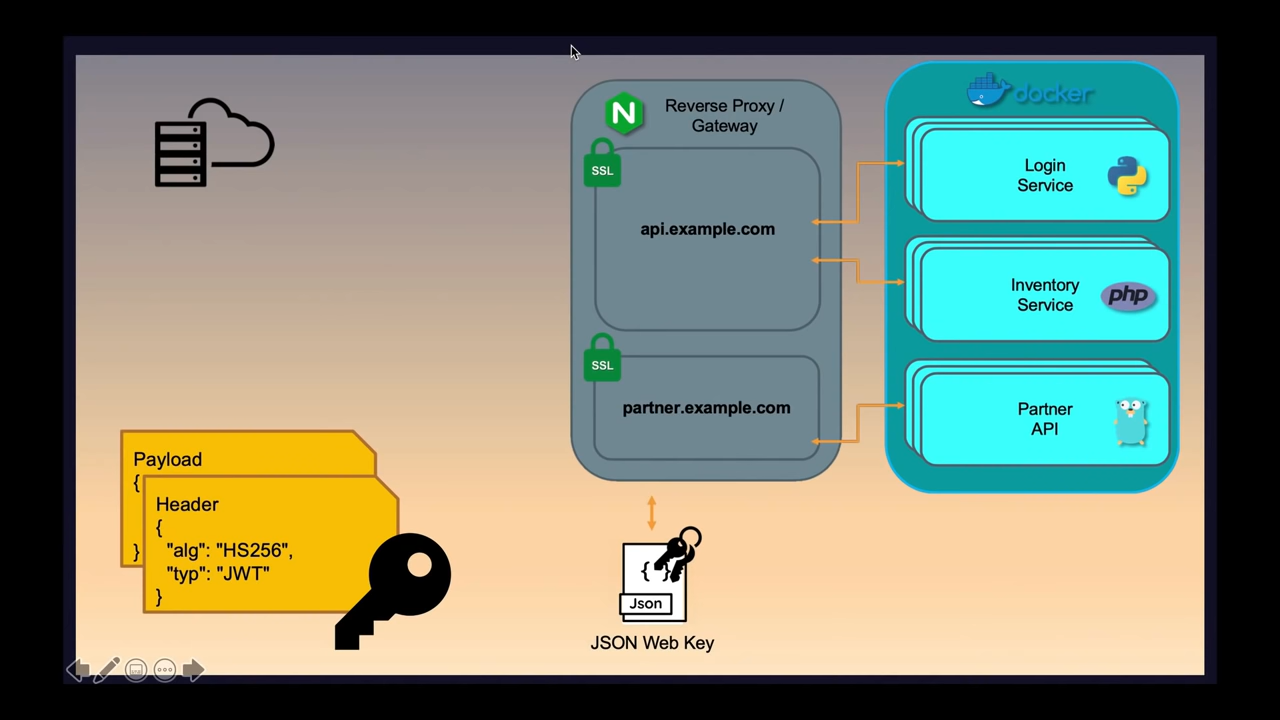 N
Reverse Proxy /
Gateway
SSL
api.example.com
SSL
partner.example.com
docker
Login
Service
Inventory
Service
php
Partner
API
Payload
{
}
Header
{
"alg": "HS256",
"typ": "JWT"
}
{ }
Json
JSON Web Key